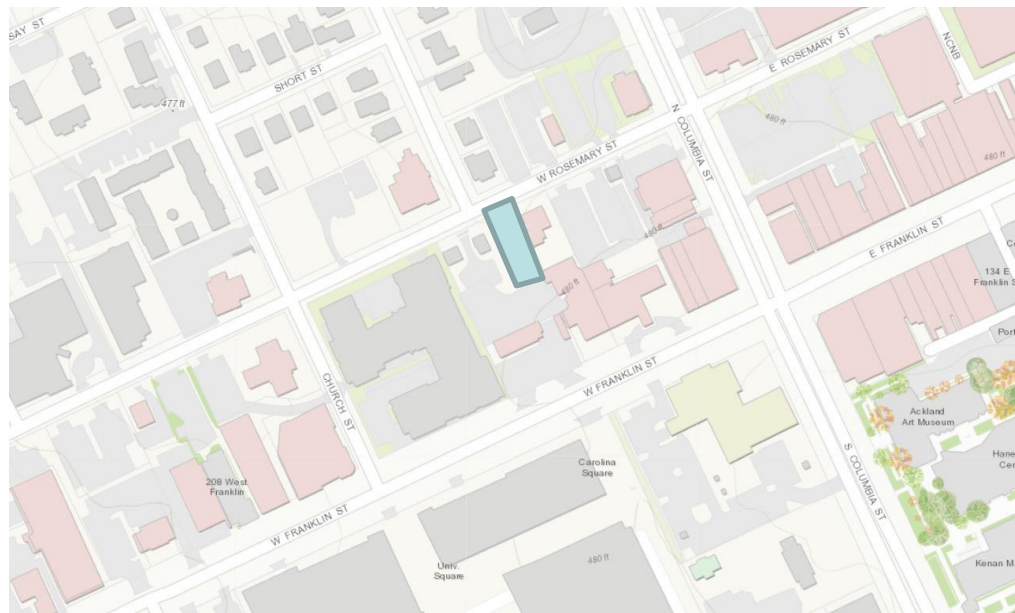 SAY ST
SHORT ST
477 ft
E ROSEMARY ST
NCNB
480 ft
480 ft
N COLUMBIA ST
W ROSEMARY ST
480 ft
E FRANKLIN ST
134 E
Franklin S
480 ft
Port
W FRANKLIN ST
CHURCH ST
Ackland
Art Museum
Hane
Cen
Carolina
Square
208 West
Franklin
S COLUMBIA ST
W FRANKLIN ST
480 ft
Univ.
Square
Kenan M